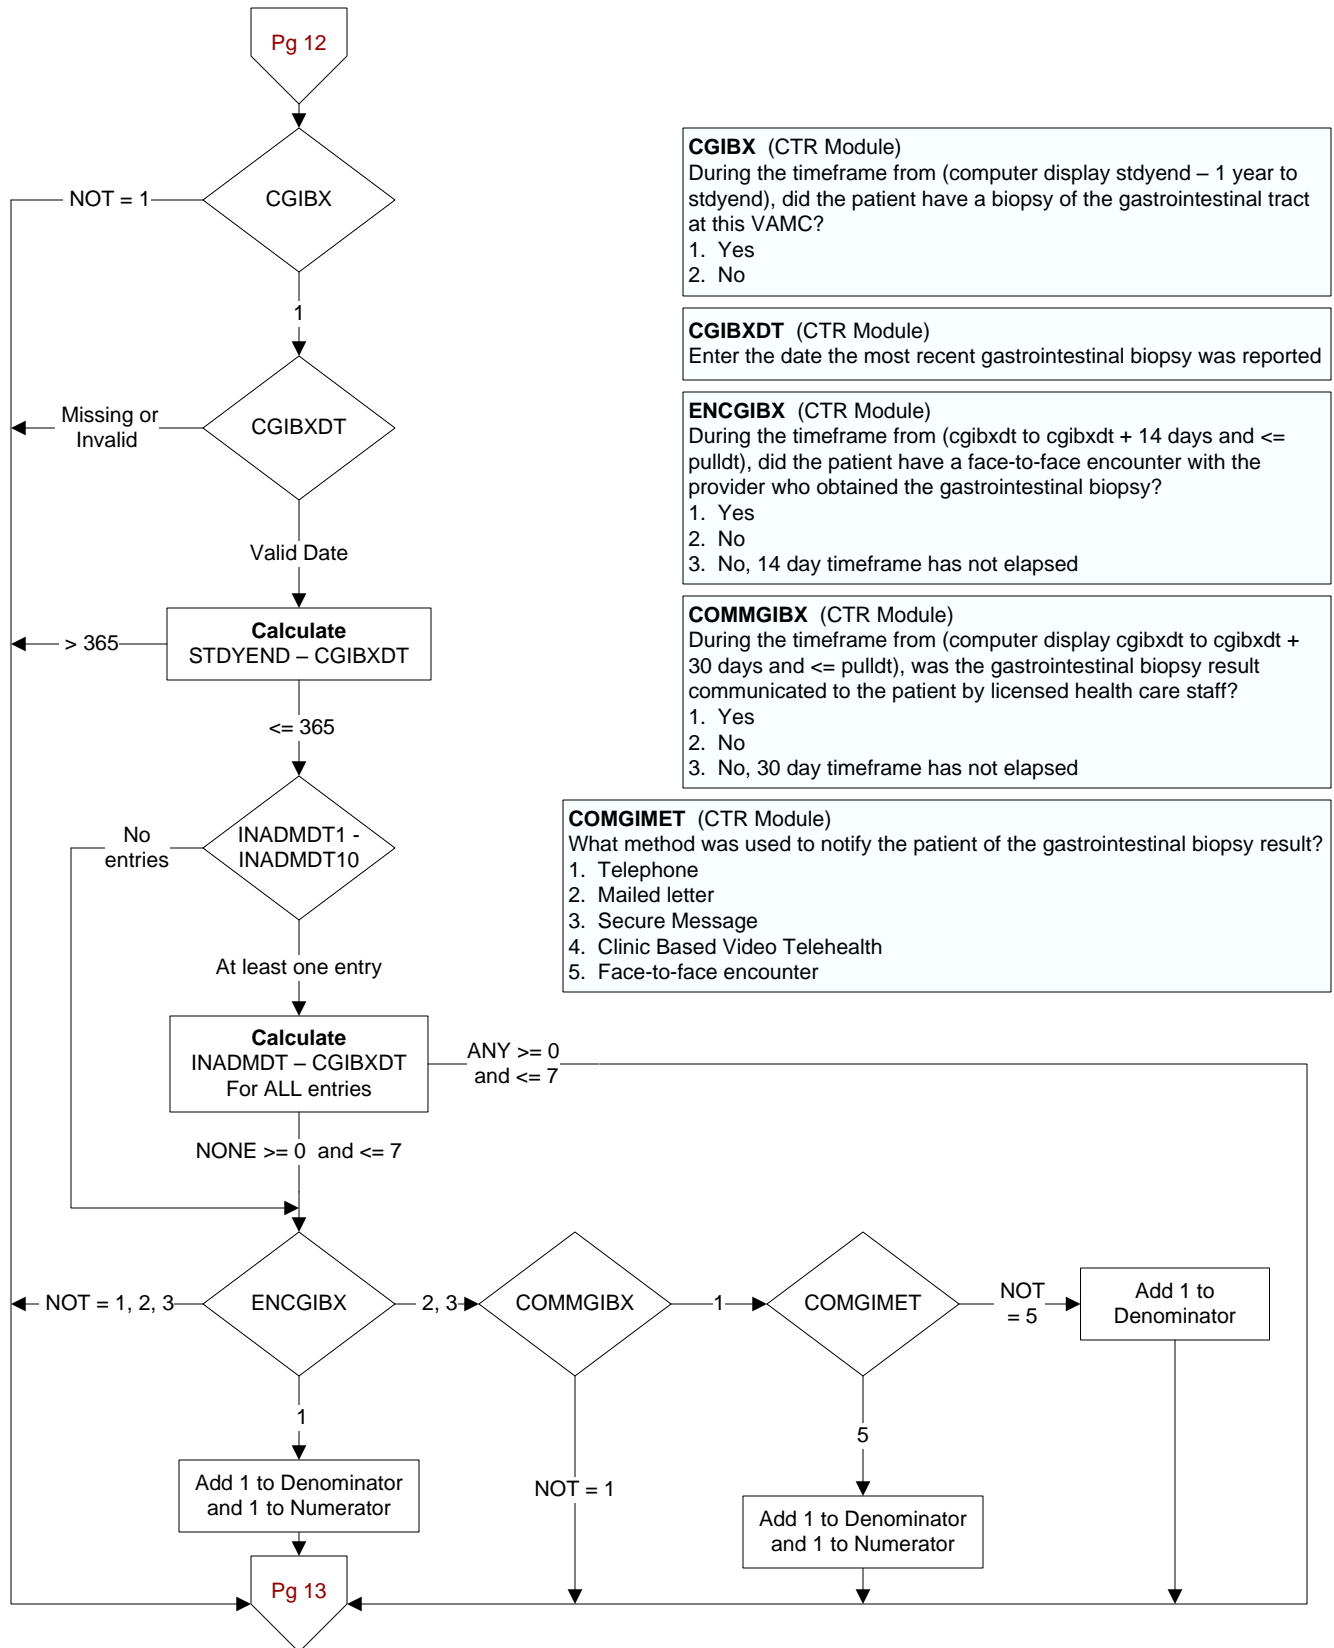 Pg 12
CGIBX
NOT = 1
1
CGIBXDT
Missing or
Invalid
Valid Date
Calculate
STDYEND – CGIBXDT
> 365
<= 365
INADMDT1 -
INADMDT10
No
entries
At least one entry
Calculate
INADMDT – CGIBXDT
For ALL entries
ANY >= 0
and <= 7
NONE >= 0 and <= 7
NOT = 1, 2, 3
ENCGIBX
2, 3
COMMGIBX
1
COMGIMET
NOT
= 5
Add 1 to
Denominator
1
NOT = 1
5
Add 1 to Denominator
and 1 to Numerator
Add 1 to Denominator
and 1 to Numerator
Pg 13
CGIBX (CTR Module)
During the timeframe from (computer display stdyend – 1 year to
stdyend), did the patient have a biopsy of the gastrointestinal tract
at this VAMC?
1. Yes
2. No
CGIBXDT (CTR Module)
Enter the date the most recent gastrointestinal biopsy was reported
ENCGIBX (CTR Module)
During the timeframe from (cgibxdt to cgibxdt + 14 days and <=
pulldt), did the patient have a face-to-face encounter with the
provider who obtained the gastrointestinal biopsy?
1. Yes
2. No
3. No, 14 day timeframe has not elapsed
COMMGIBX (CTR Module)
During the timeframe from (computer display cgibxdt to cgibxdt +
30 days and <= pulldt), was the gastrointestinal biopsy result
communicated to the patient by licensed health care staff?
1. Yes
2. No
3. No, 30 day timeframe has not elapsed
COMGIMET (CTR Module)
What method was used to notify the patient of the gastrointestinal biopsy result?
1. Telephone
2. Mailed letter
3. Secure Message
4. Clinic Based Video Telehealth
5. Face-to-face encounter